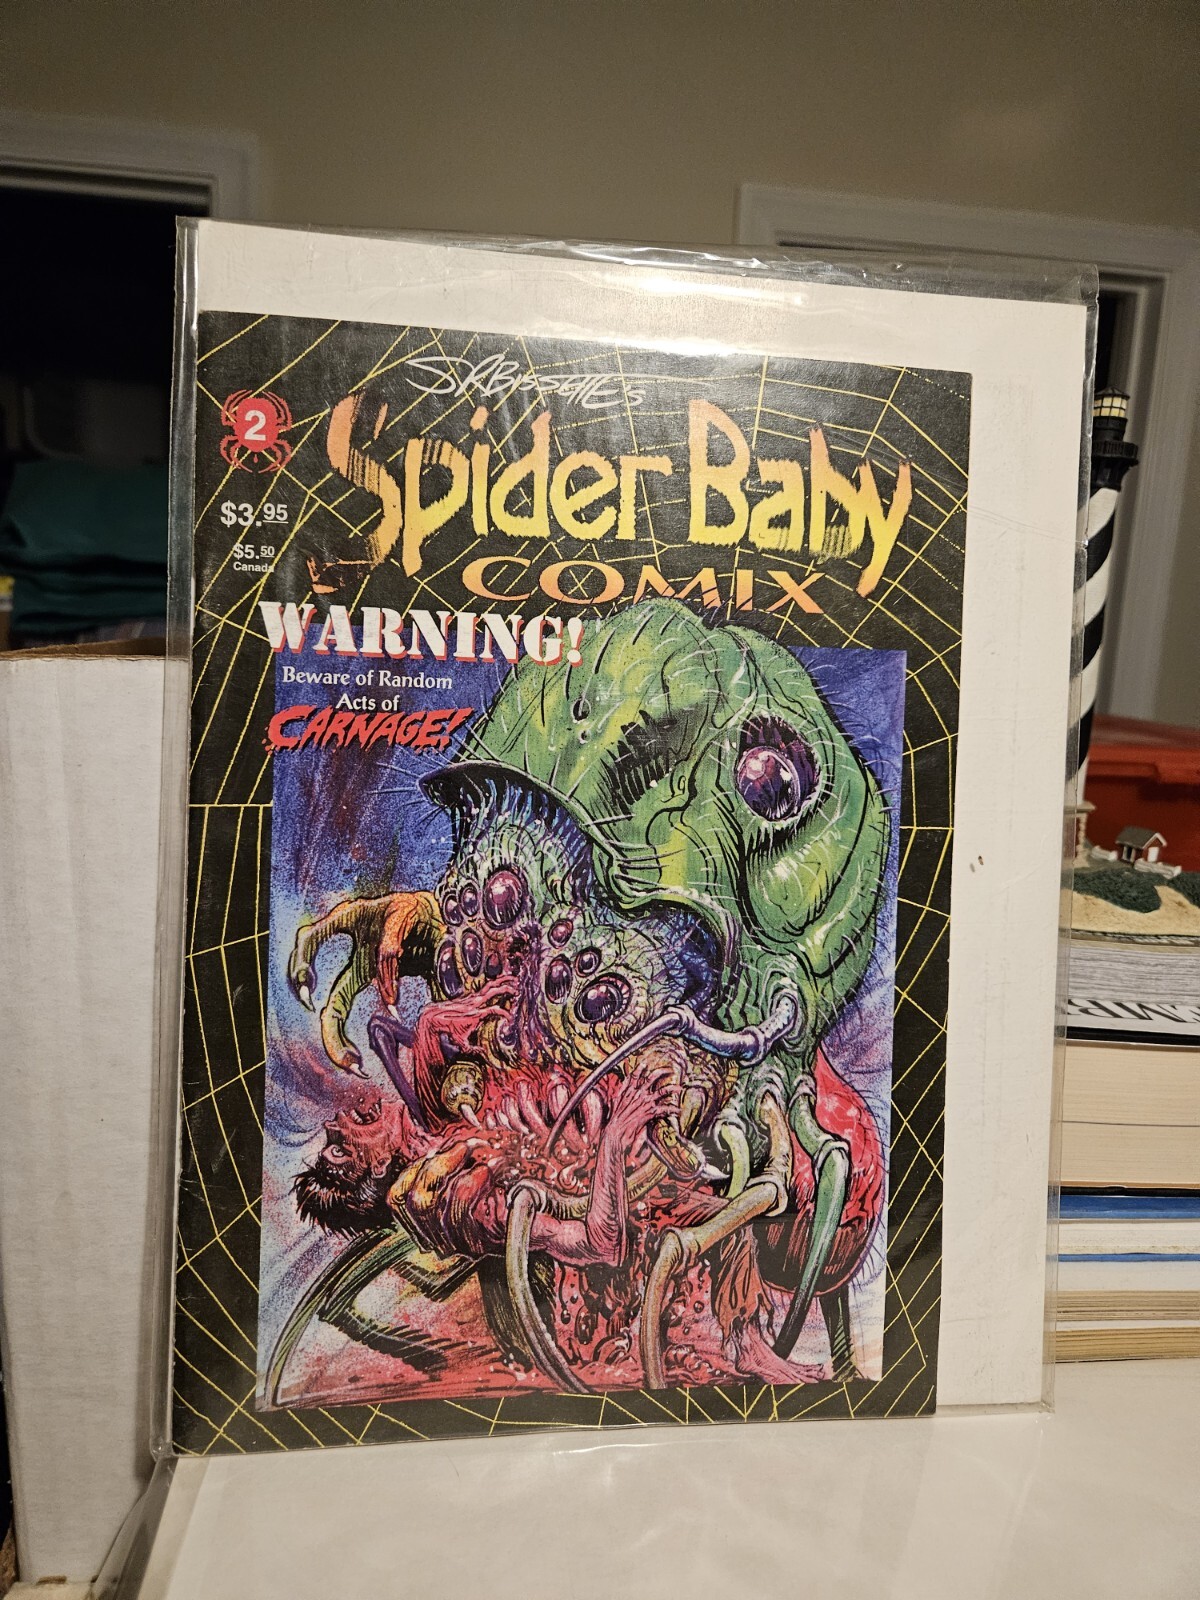 SRBissette's
2
Spider Baby
COMIX
$3.95
$5.50
Canada
WARNING!
Beware of Random
Acts of
CARNAGE!